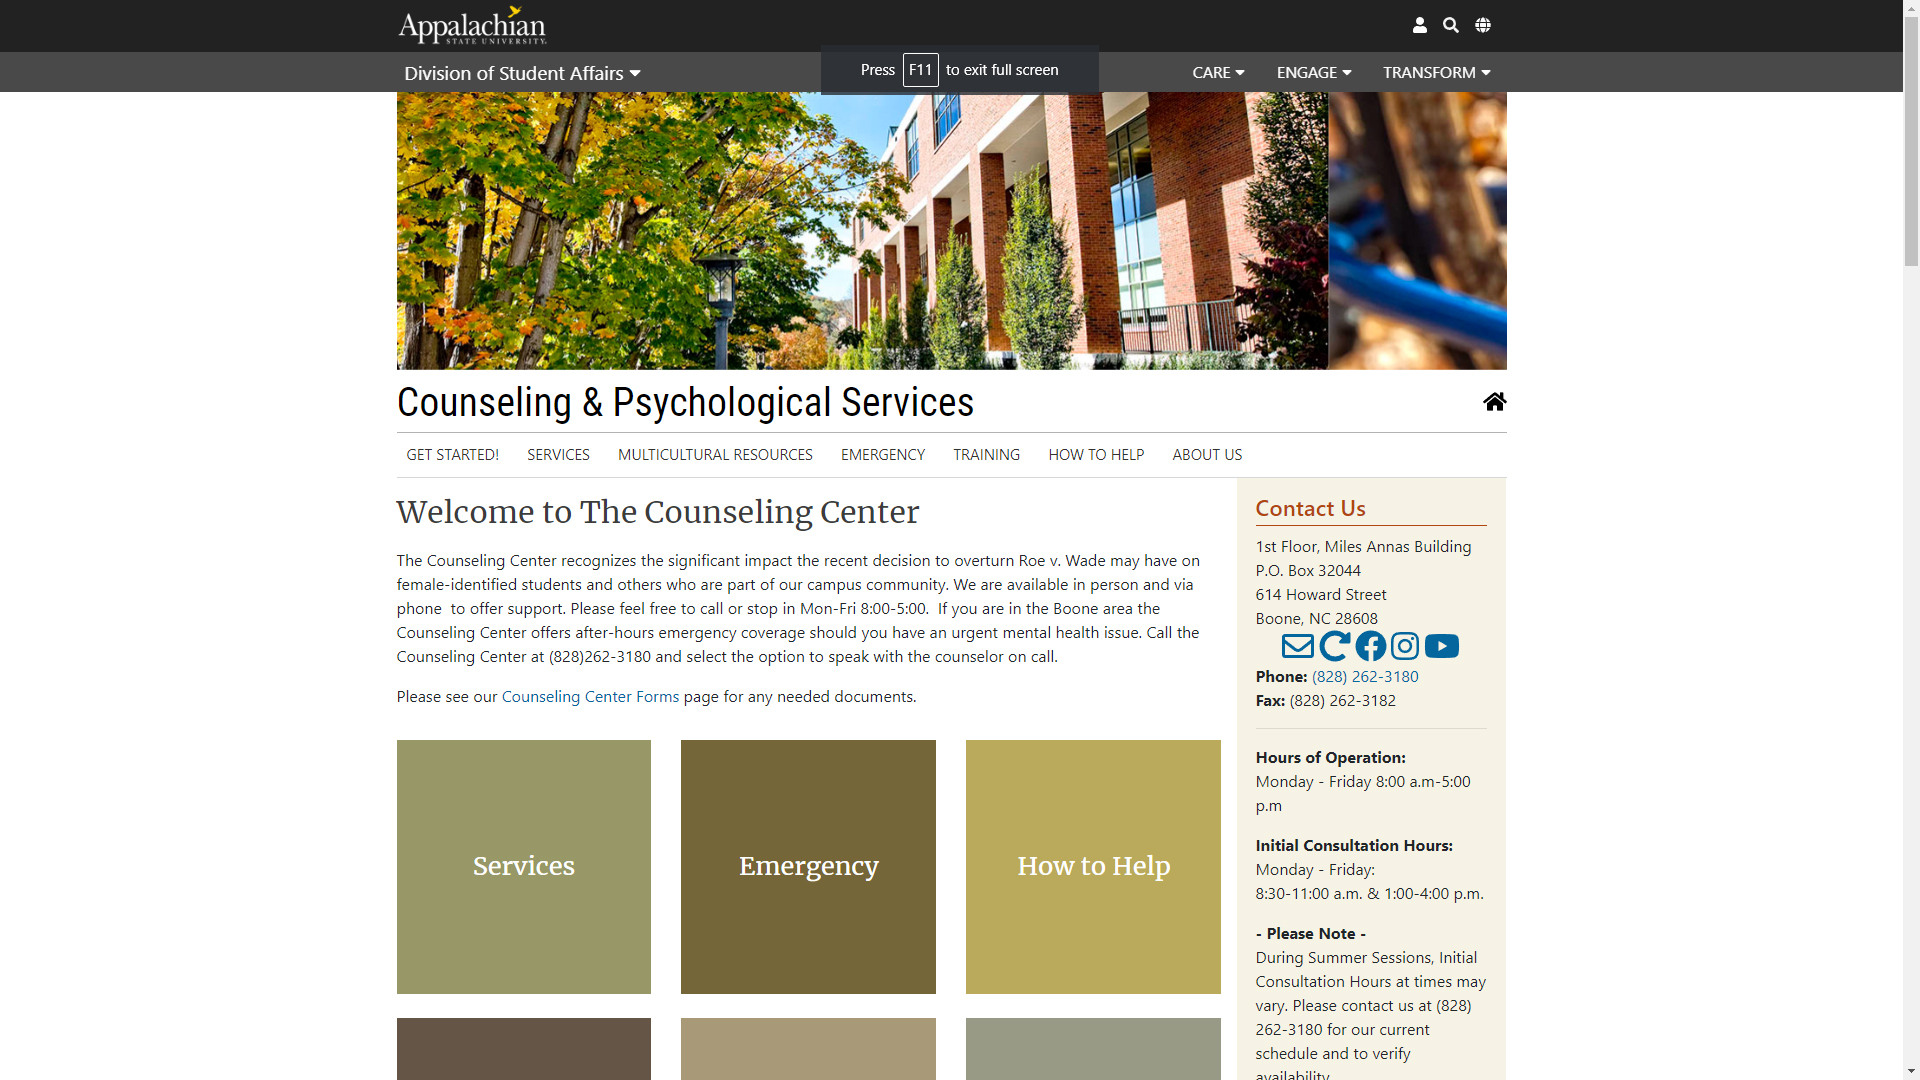 Appalachian
STATE UNIVERSITY
Division of Student Affairs
Press F11 to exit full screen
CARE ENGAGE TRANSFORM
Counseling & Psychological Services
GET STARTED! SERVICES MULTICULTURAL RESOURCES EMERGENCY TRAINING HOW TO HELP ABOUT US
Welcome to The Counseling Center
The Counseling Center recognizes the significant impact the recent decision to overturn Roe v. Wade may have on
female-identified students and others who are part of our campus community. We are available in person and via
phone  to offer support. Please feel free to call or stop in Mon-Fri 8:00-5:00.  If you are in the Boone area the
Counseling Center offers after-hours emergency coverage should you have an urgent mental health issue. Call the
Counseling Center at (828)262-3180 and select the option to speak with the counselor on call.
Please see our Counseling Center Forms page for any needed documents.
Services
Emergency
How to Help
Contact Us
1st Floor, Miles Annas Building
P.O. Box 32044
614 Howard Street
Boone, NC 28608
Phone: (828) 262-3180
Fax: (828) 262-3182
Hours of Operation:
Monday - Friday 8:00 a.m-5:00
p.m
Initial Consultation Hours:
Monday - Friday:
8:30-11:00 a.m. & 1:00-4:00 p.m.
- Please Note -
During Summer Sessions, Initial
Consultation Hours at times may
vary. Please contact us at (828)
262-3180 for our current
schedule and to verify
availability.